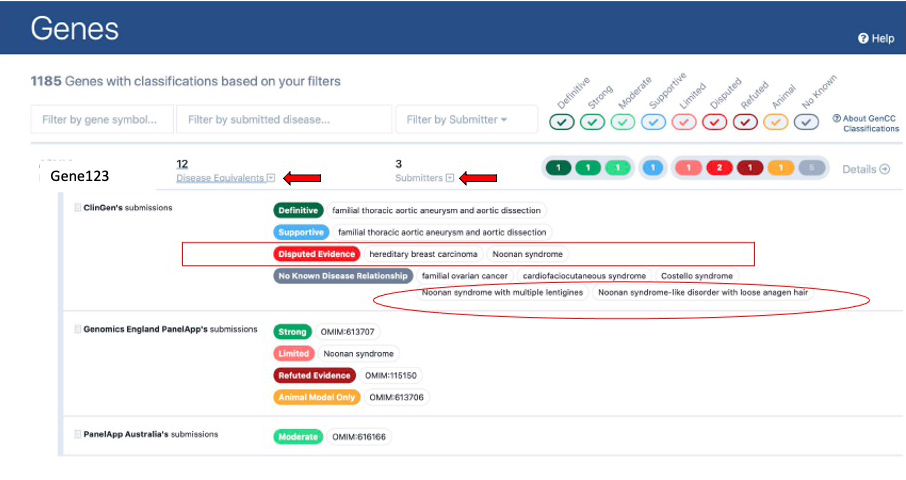 Genes
Help
1185 Genes with classifications based on your filters
Definitive Strong Moderate Supportive Limited Disputed Refuted Animal No Known
Filter by gene symbol... Filter by submitted disease... Filter by Submitter
About GenCC
Classifications
Gene123
12
Disease Equivalents
3
Submitters
1 1 1 1 1 2 1 1 5
Details
ClinGen's submissions
Definitive familial thoracic aortic aneurysm and aortic dissection
Supportive familial thoracic aortic aneurysm and aortic dissection
Disputed Evidence hereditary breast carcinoma Noonan syndrome
No Known Disease Relationship familial ovarian cancer cardiofaciocutaneous syndrome Costello syndrome
Noonan syndrome with multiple lentigines Noonan syndrome-like disorder with loose anagen hair
Genomics England PanelApp's submissions
Strong OMIM:613707
Limited Noonan syndrome
Refuted Evidence OMIM:115150
Animal Model Only OMIM:613706
PanelApp Australia's submissions
Moderate OMIM:616166